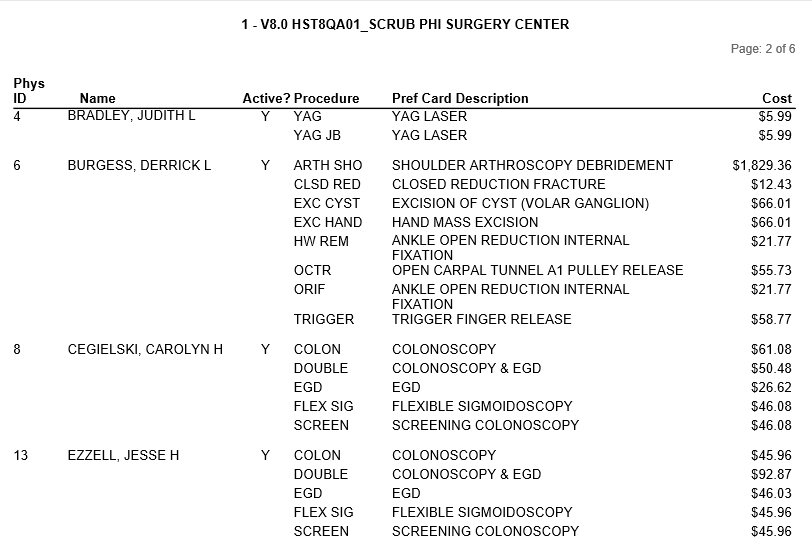 1 - V8.0 HST8QA01_SCRUB PHI SURGERY CENTER
Page: 2 of 6
Phys
ID Name Active? Procedure Pref Card Description Cost
4 BRADLEY, JUDITH L Y YAG YAG LASER $5.99
YAG JB YAG LASER $5.99
6 BURGESS, DERRICK L Y ARTH SHO SHOULDER ARTHROSCOPY DEBRIDEMENT $1,829.36
CLSD RED CLOSED REDUCTION FRACTURE $12.43
EXC CYST EXCISION OF CYST (VOLAR GANGLION) $66.01
EXC HAND HAND MASS EXCISION $66.01
HW REM ANKLE OPEN REDUCTION INTERNAL $21.77
FIXATION
OCTR OPEN CARPAL TUNNEL A1 PULLEY RELEASE $55.73
ORIF ANKLE OPEN REDUCTION INTERNAL $21.77
FIXATION
TRIGGER TRIGGER FINGER RELEASE $58.77
8 CEGIELSKI, CAROLYN H Y COLON COLONOSCOPY $61.08
DOUBLE COLONOSCOPY & EGD $50.48
EGD EGD $26.62
FLEX SIG FLEXIBLE SIGMOIDOSCOPY $46.08
SCREEN SCREENING COLONOSCOPY $46.08
13 EZZELL, JESSE H Y COLON COLONOSCOPY $45.96
DOUBLE COLONOSCOPY & EGD $92.87
EGD EGD $46.03
FLEX SIG FLEXIBLE SIGMOIDOSCOPY $45.96
SCREEN SCREENING COLONOSCOPY $45.96